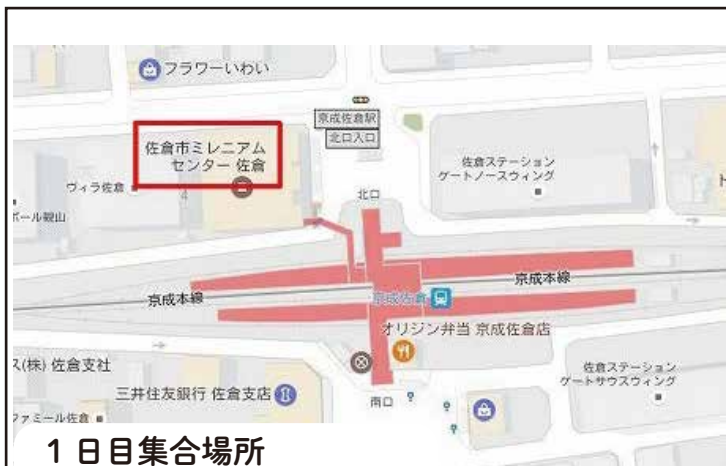 フラワーいわい
京成佐倉駅
北口入口
佐倉市ミレニアム
センター 佐倉
佐倉ステーション
ゲートノースウィング
ヴィラ佐倉
北口
ボール観山
京成本線
京成本線
京成佐倉
オリジン弁当 京成佐倉店
ス(株) 佐倉支社
佐倉ステーション
ゲートサウスウィング
三井住友銀行 佐倉支店
南口
ファミール佐倉
1日目集合場所